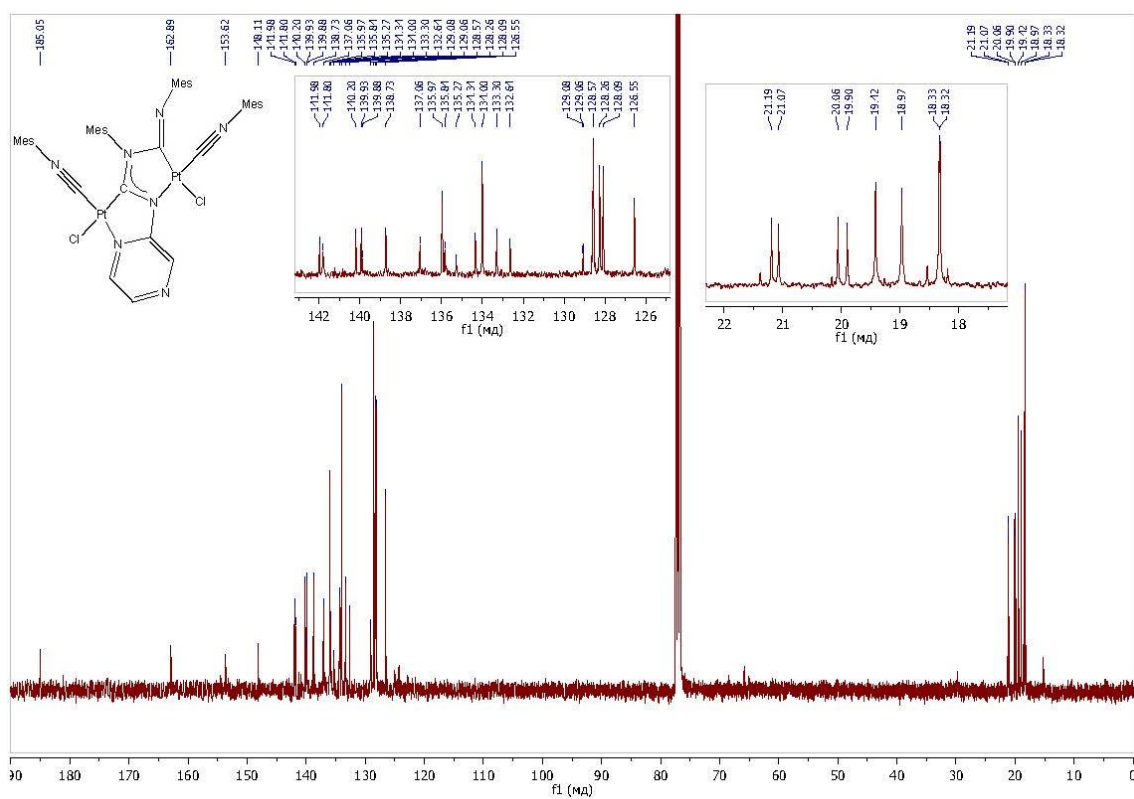 185.05 162.89 153.62 148.11 141.98 141.80 140.20 139.93 139.88 138.73 137.06 135.97 135.84 135.27 134.34 134.00 133.30 132.64 129.08 129.06 128.57 128.26 128.09 126.55
21.19 21.07 20.06 19.90 19.42 18.97 18.33 18.32
141.98 141.80 140.20 139.93 139.88 138.73 137.06 135.97 135.84 135.27 134.34 134.00 133.30 132.64 129.08 129.06 128.57 128.26 128.09 126.55
142 140 138 136 134 132 130 128 126
f1 (мд)
21.19 21.07 20.06 19.90 19.42 18.97 18.33 18.32
22 21 20 19 18
f1 (мд)
Mes
N
Mes
Mes
N
N
Mes
N
C
Pt
Cl
N
Pt
Cl
N
N
90 180 170 160 150 140 130 120 110 100 90 80 70 60 50 40 30 20 10 0
f1 (мд)